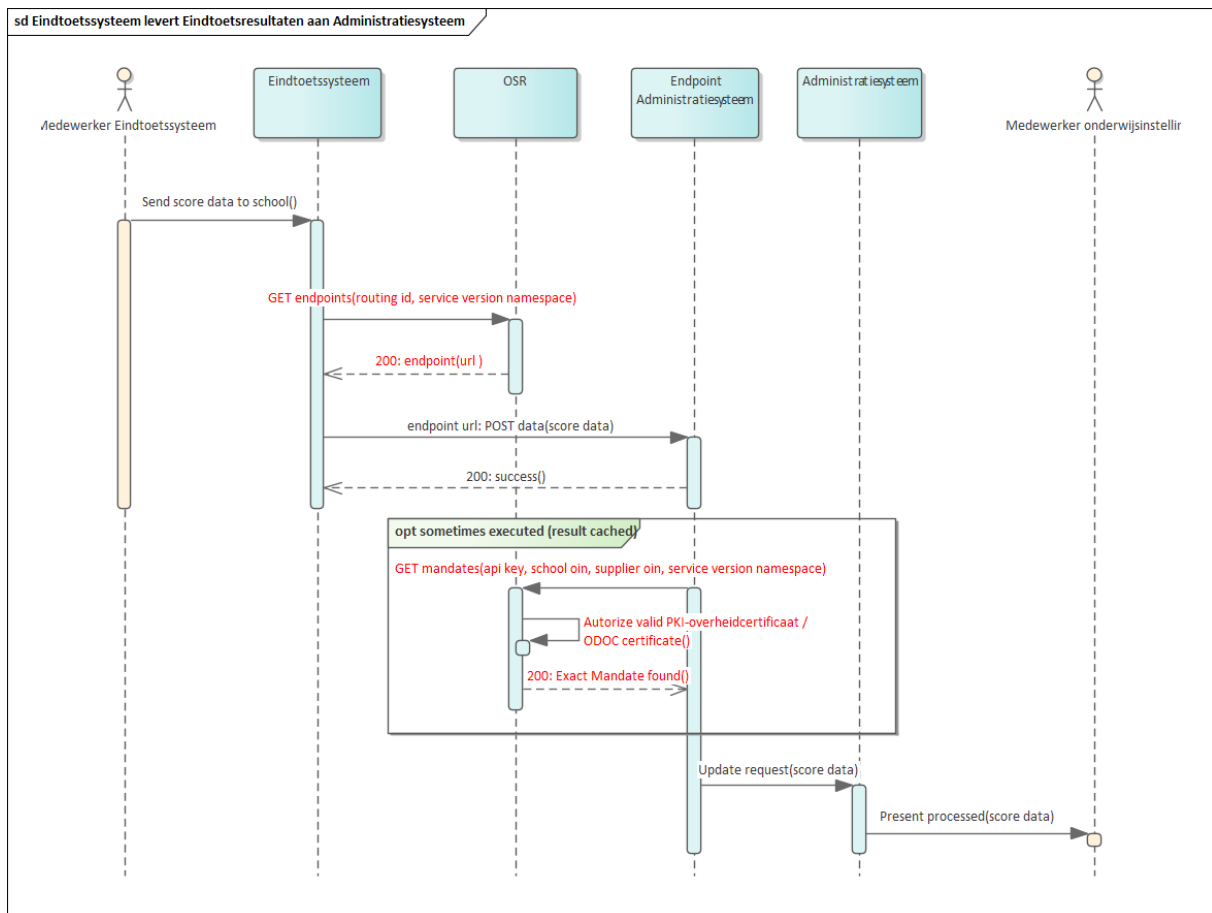 sd Eindtoetssysteem levert Eindtoetsresultaten aan Administratiesysteem
Eindtoetssysteem
OSR
Endpoint
Administratiesysteem
Administratiesysteem
Medewerker Eindtoetssysteem
Medewerker onderwijsinstellin
Send score data to school()
GET endpoints(routing id, service version namespace)
200: endpoint(url )
endpoint url: POST data(score data)
200: success()
opt sometimes executed (result cached)
GET mandates(api key, school oin, supplier oin, service version namespace)
Autorize valid PKI-overheidcertificaat /
ODOC certificate()
200: Exact Mandate found()
Update request(score data)
Present processed(score data)